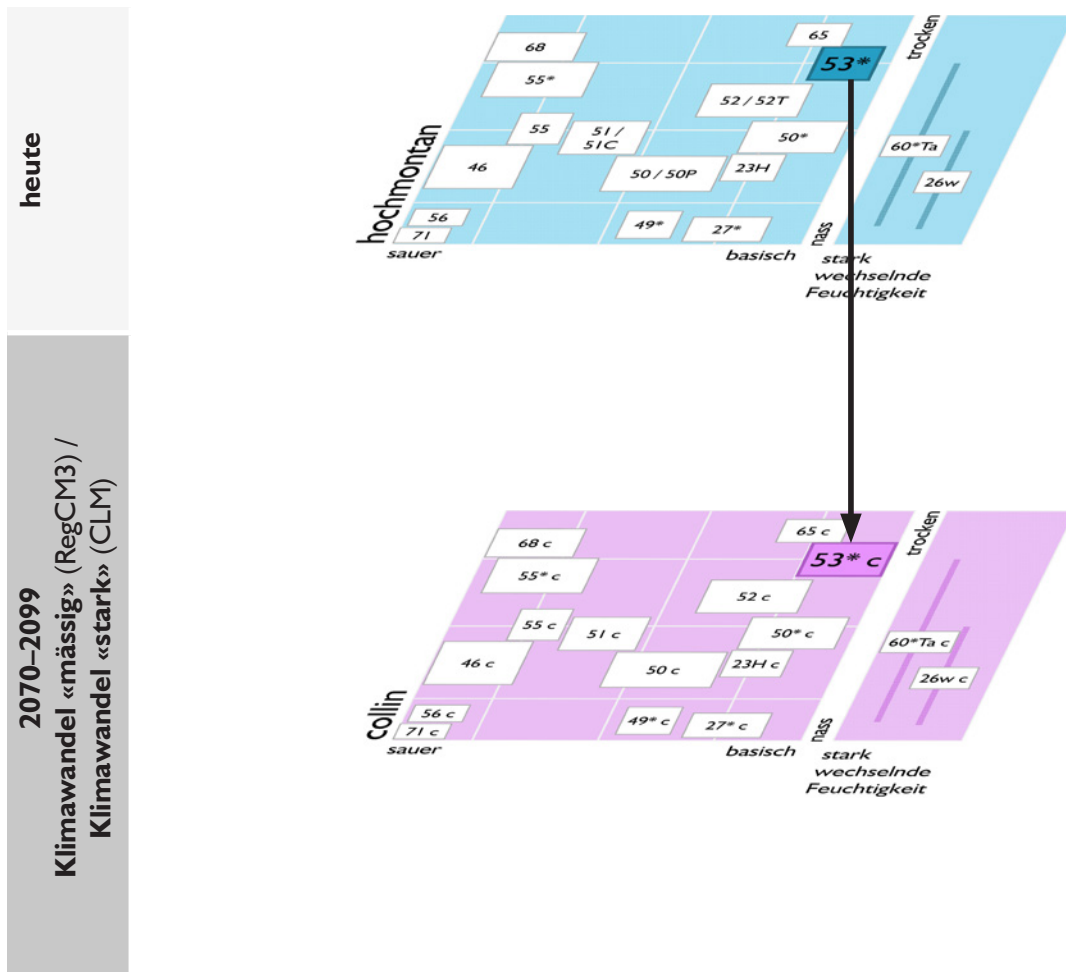 heute
hochmontan
65
trocken
68
53*
55*
52 / 52T
55
51 /
51C
50*
60*Ta
46
50 / 50P
23H
26w
56
49*
27*
71
nass
sauer
basisch
stark
wechselnde
Feuchtigkeit
2070–2099
Klimawandel «mässig» (RegCM3) /
Klimawandel «stark» (CLM)
collin
65 c
trocken
68 c
53* c
55* c
52 c
55 c
51 c
50* c
60*Ta c
46 c
50 c
23H c
26w c
56 c
49* c
27* c
71 c
nass
sauer
basisch
stark
wechselnde
Feuchtigkeit